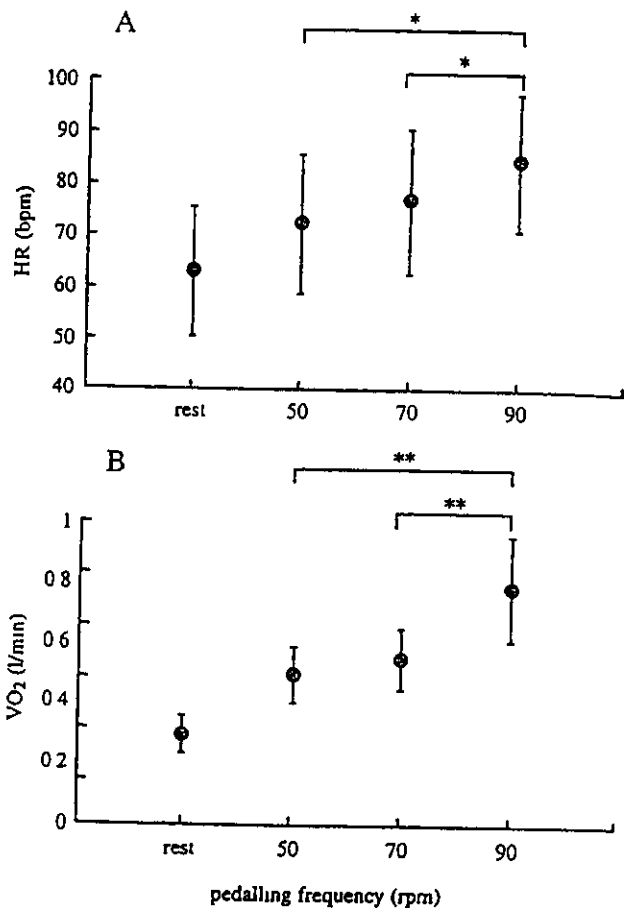 A
*
*
100
90
80
70
60
50
40
HR (bpm)
rest 50 70 90
B
**
**
1
0 8
0 6
0 4
0 2
0
VO₂ (l/min)
rest 50 70 90
pedalling frequency (rpm)